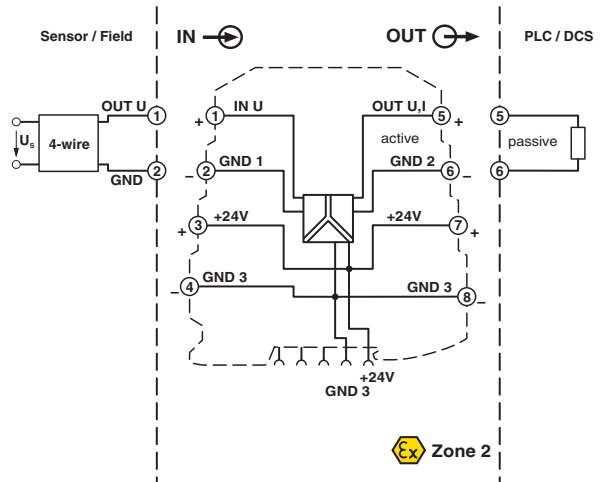 Sensor / Field IN OUT PLC / DCS
OUT U 1 + 1 IN U OUT U,I 5 + 5
Us 4-wire active passive
GND 2 − 2 GND 1 GND 2 6 − 6
+ 3 +24V +24V 7 +
− 4 GND 3 GND 3 8 −
+24V
GND 3
Ex Zone 2